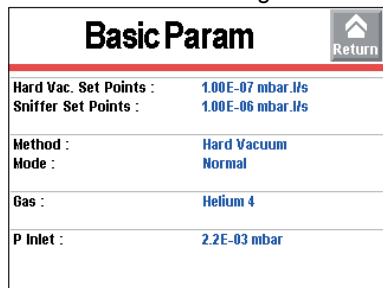 Basic Param
Return
Hard Vac. Set Points : 1.00E-07 mbar.l/s
Sniffer Set Points : 1.00E-06 mbar.l/s
Method : Hard Vacuum
Mode : Normal
Gas : Helium 4
P Inlet : 2.2E-03 mbar